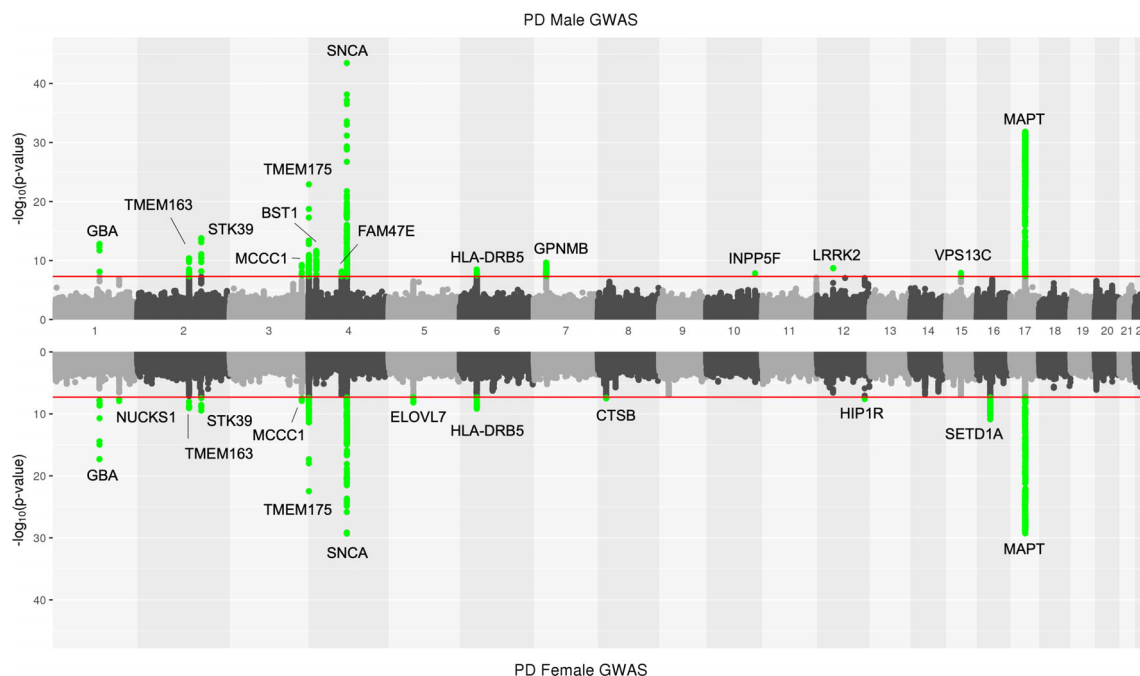 PD Male GWAS
SNCA
40
MAPT
30
-log10(p-value)
TMEM175
20
TMEM163
BST1
GBA
STK39
FAM47E
GPNMB
MCCC1
HLA-DRB5
INPP5F
LRRK2
VPS13C
10
0
1 2 3 4 5 6 7 8 9 10 11 12 13 14 15 16 17 18 19 20 21 2
0
-log10(p-value)
10
NUCKS1
STK39
ELOVL7
CTSB
HIP1R
MCCC1
HLA-DRB5
SETD1A
TMEM163
GBA
20
TMEM175
30
SNCA
MAPT
40
PD Female GWAS